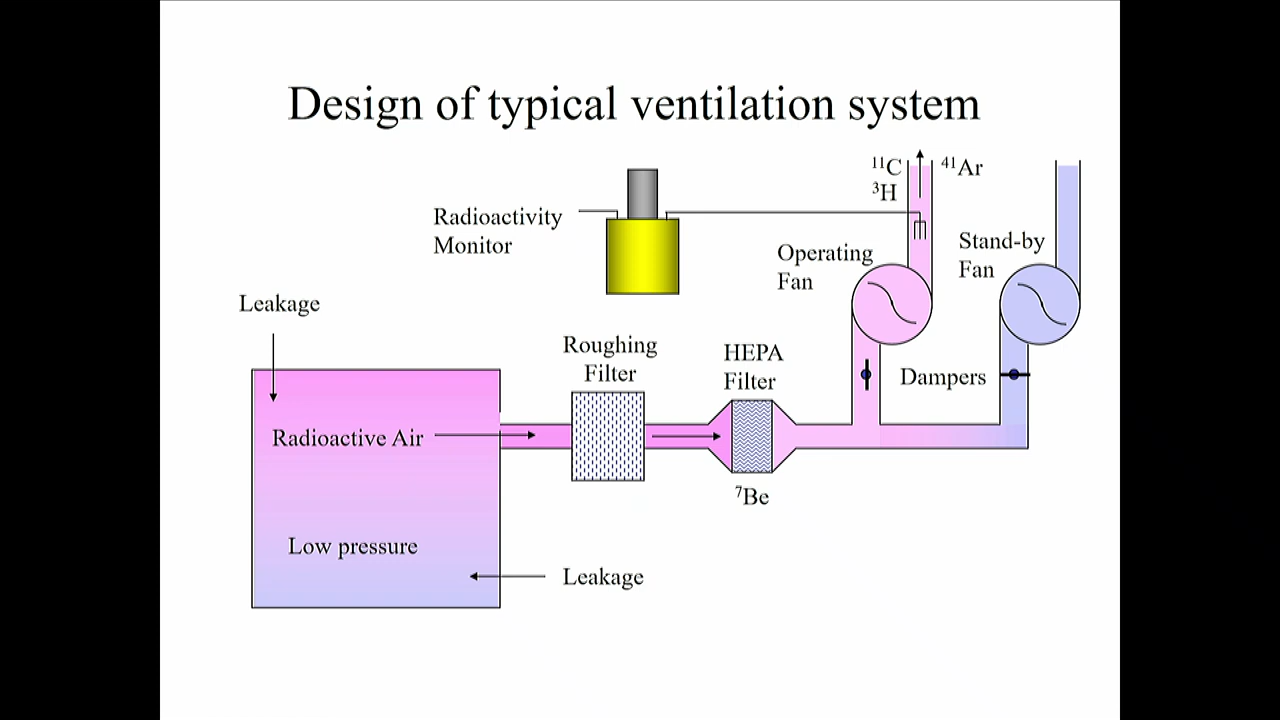 Design of typical ventilation system
¹¹C
⁴¹Ar
³H
Radioactivity
Monitor
Operating
Fan
Stand-by
Fan
Leakage
Roughing
Filter
HEPA
Filter
Dampers
Radioactive Air
⁷Be
Low pressure
Leakage